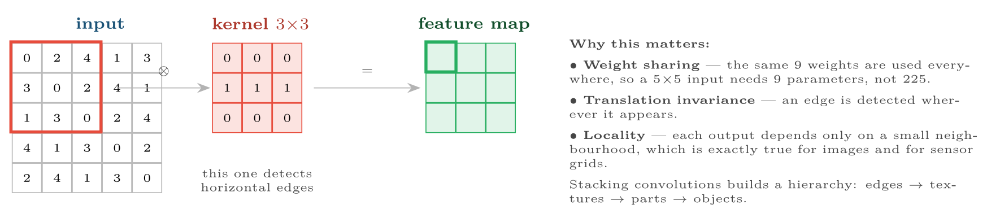 input
0 2 4 1 3
3 0 2 4 1
1 3 0 2 4
4 1 3 0 2
2 4 1 3 0
⊗
kernel 3×3
0 0 0
1 1 1
0 0 0
this one detects
horizontal edges
=
feature map
Why this matters:
• Weight sharing — the same 9 weights are used every-
where, so a 5×5 input needs 9 parameters, not 225.
• Translation invariance — an edge is detected wher-
ever it appears.
• Locality — each output depends only on a small neigh-
bourhood, which is exactly true for images and for sensor
grids.
Stacking convolutions builds a hierarchy: edges → tex-
tures → parts → objects.